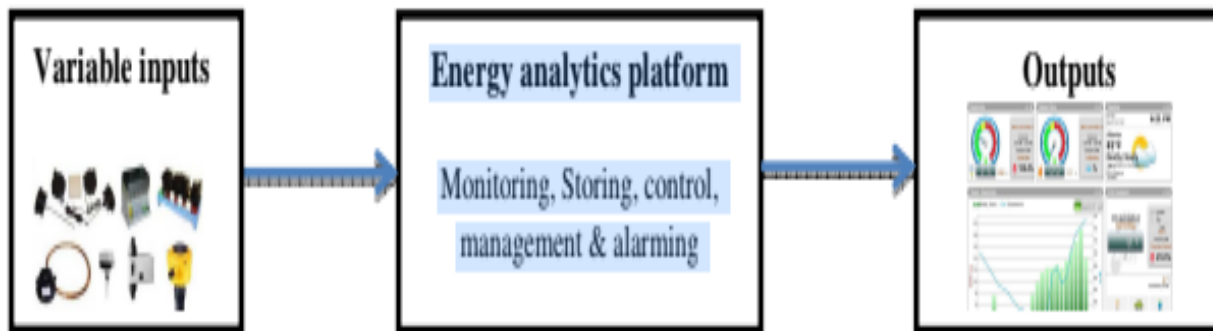 Variable inputs
Energy analytics platform
Monitoring, Storing, control,
management & alarming
Outputs